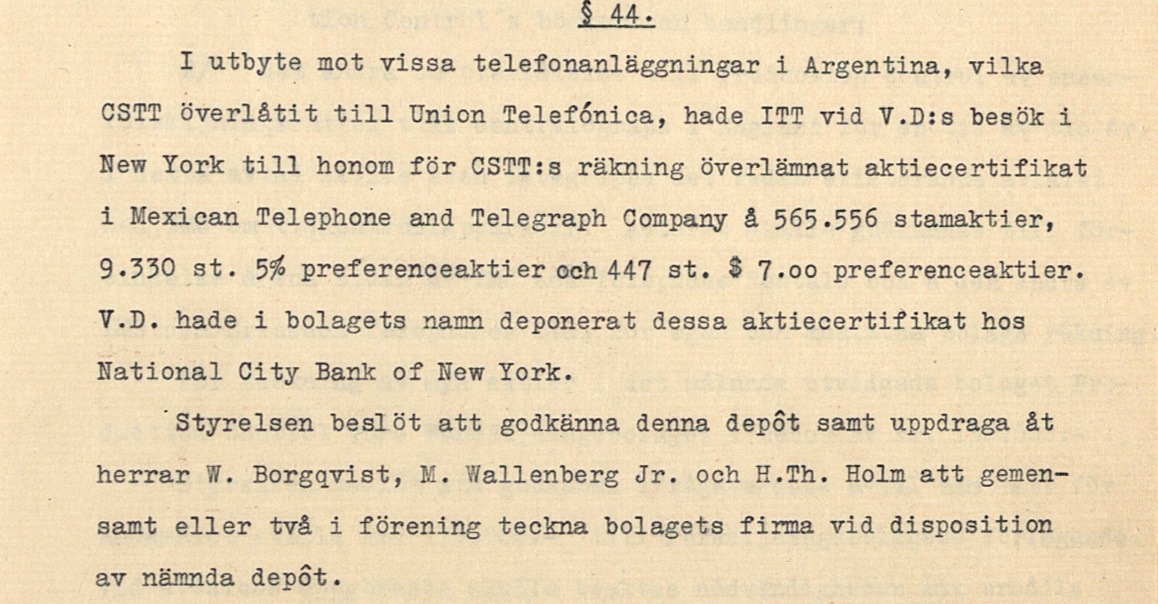 § 44.
I utbyte mot vissa telefonanläggningar i Argentina, vilka
CSTT överlåtit till Union Telefónica, hade ITT vid V.D:s besök i
New York till honom för CSTT:s räkning överlämnat aktiecertifikat
i Mexican Telephone and Telegraph Company å 565.556 stamaktier,
9.330 st. 5% preferenceaktier och 447 st. $ 7.oo preferenceaktier.
V.D. hade i bolagets namn deponerat dessa aktiecertifikat hos
National City Bank of New York.
Styrelsen beslöt att godkänna denna depôt samt uppdraga åt
herrar W. Borgqvist, M. Wallenberg Jr. och H.Th. Holm att gemen-
samt eller två i förening teckna bolagets firma vid disposition
av nämnda depôt.